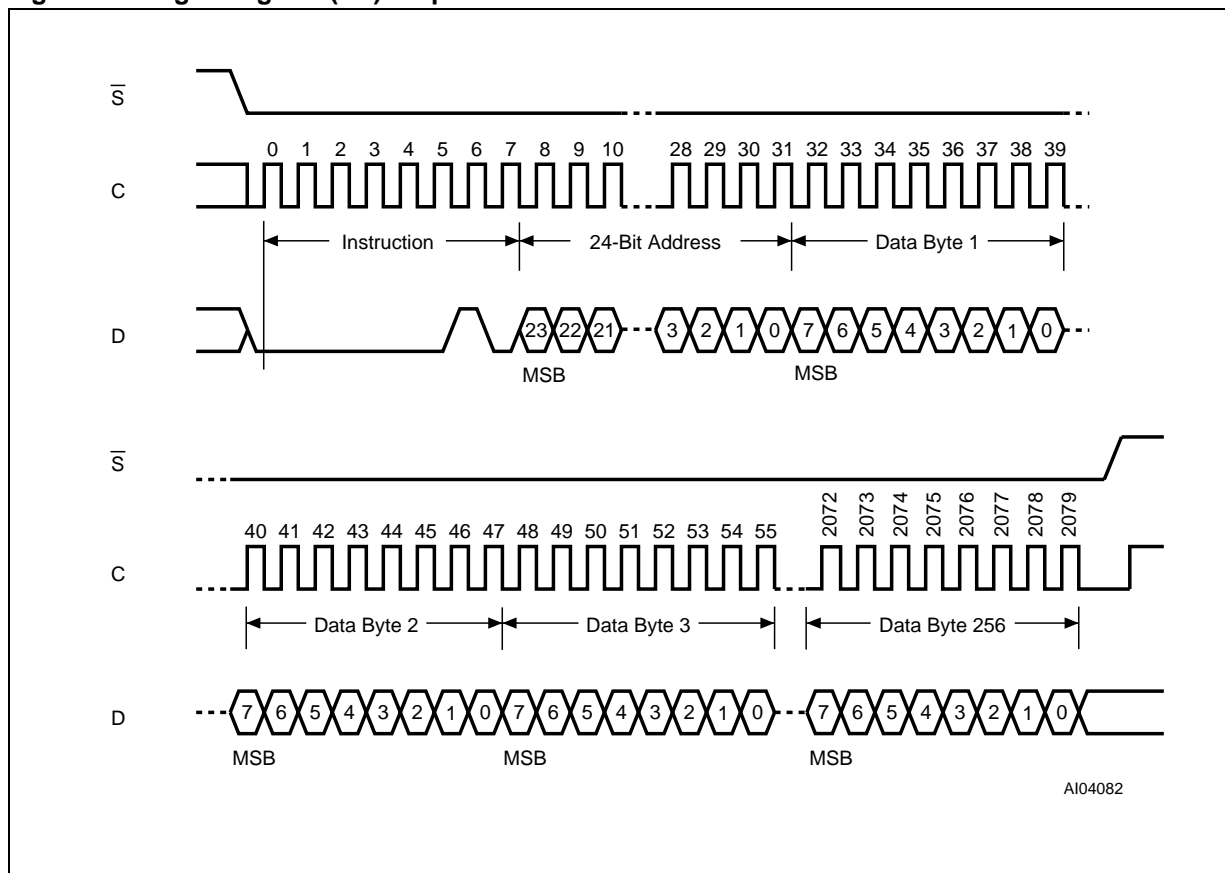 S
0 1 2 3 4 5 6 7 8 9 10 28 29 30 31 32 33 34 35 36 37 38 39
C
Instruction 24-Bit Address Data Byte 1
D 23 22 21 3 2 1 0 7 6 5 4 3 2 1 0
MSB MSB
S
40 41 42 43 44 45 46 47 48 49 50 51 52 53 54 55 2072 2073 2074 2075 2076 2077 2078 2079
C
Data Byte 2 Data Byte 3 Data Byte 256
D 7 6 5 4 3 2 1 0 7 6 5 4 3 2 1 0 7 6 5 4 3 2 1 0
MSB MSB MSB
AI04082